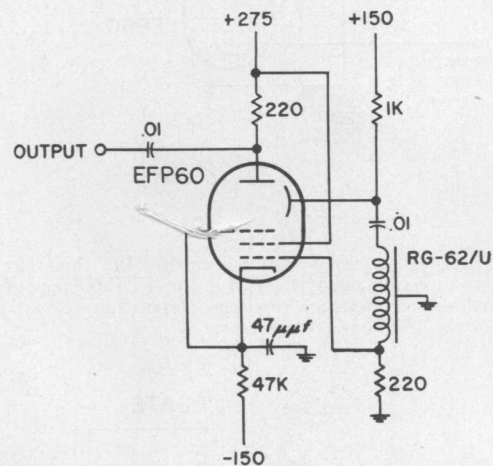 +275
+150
220
1K
.01
OUTPUT
EFP60
.01
RG-62/U
47μμf
47K
220
-150